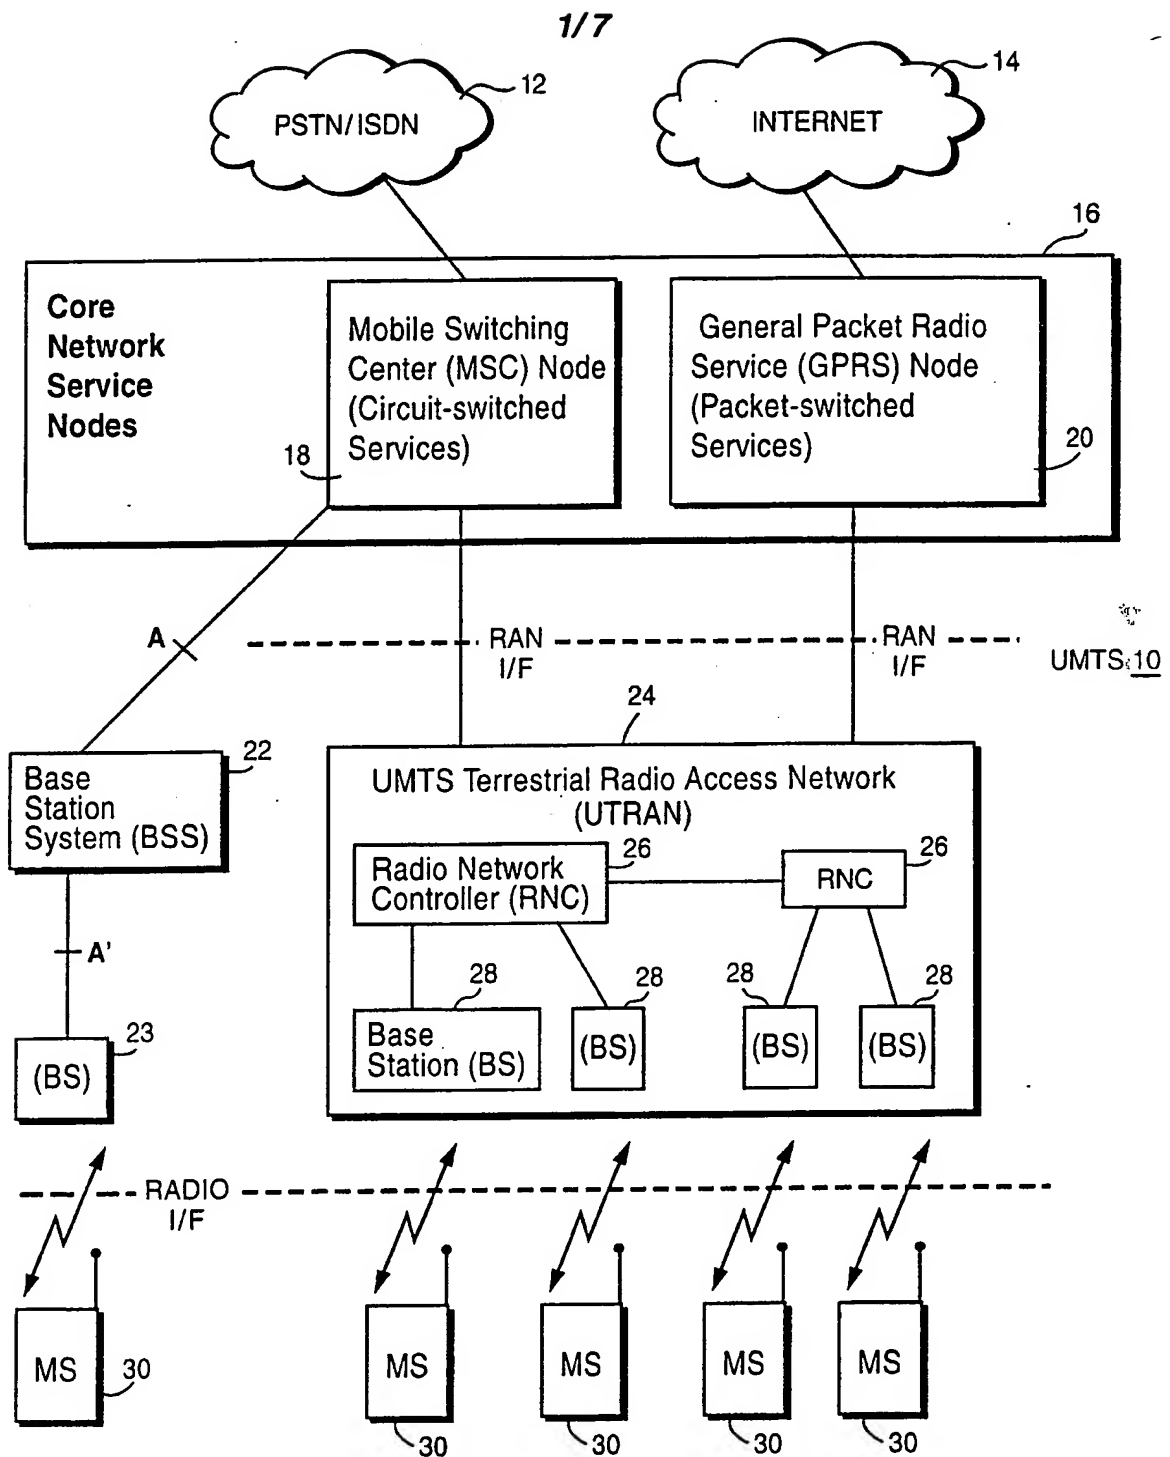 1/7
PSTN/ISDN
12
INTERNET
14
16
Core
Network
Service
Nodes
Mobile Switching
Center (MSC) Node
(Circuit-switched
Services)
18
General Packet Radio
Service (GPRS) Node
(Packet-switched
Services)
20
A
RAN
I/F
RAN
I/F
UMTS 10
24
22
Base
Station
System (BSS)
UMTS Terrestrial Radio Access Network
(UTRAN)
26
Radio Network
Controller (RNC)
26
RNC
A'
28
Base
Station (BS)
28
(BS)
28
(BS)
28
(BS)
23
(BS)
RADIO
I/F
MS
30
MS
30
MS
30
MS
30
MS
30